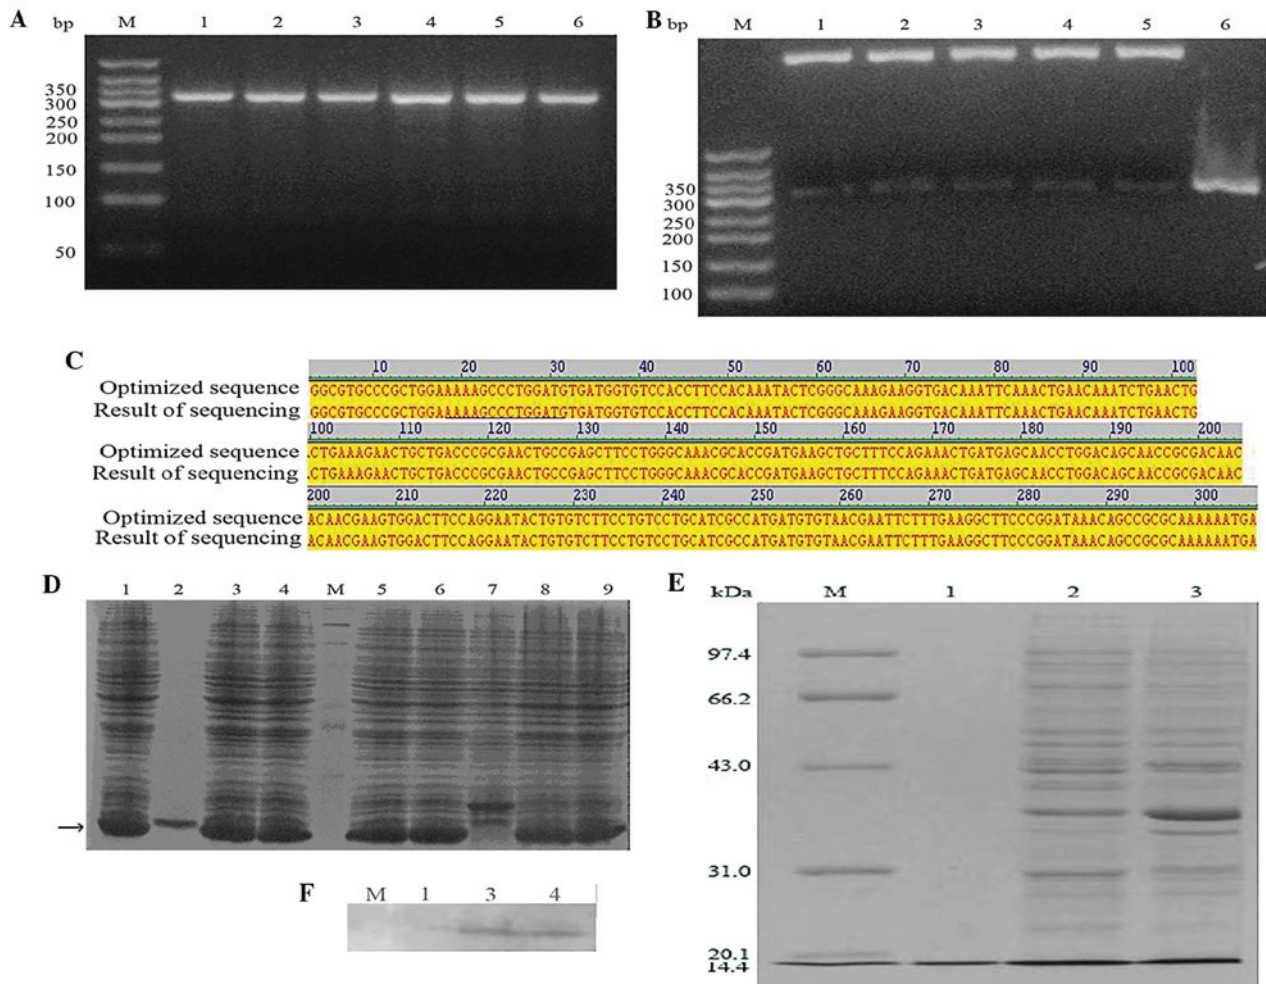 A
bp M 1 2 3 4 5 6
350
300
250
200
150
100
50
B
bp M 1 2 3 4 5 6
350
300
250
200
150
100
C
10 20 30 40 50 60 70 80 90 100
Optimized sequence GGCGTGCCCGCTGGAAAAAGCCCTGGATGTGATGGTGTCCACCTTCCACAAATACTCGGGCAAAGAAGGTGACAAATTCAAACTGAACAAATCTGAACTG
Result of sequencing GGCGTGCCCGCTGGAAAAAGCCCTGGATGTGATGGTGTCCACCTTCCACAAATACTCGGGCAAAGAAGGTGACAAATTCAAACTGAACAAATCTGAACTG
100 110 120 130 140 150 160 170 180 190 200
Optimized sequence .CTGAAAGAACTGCTGACCCGCGAACTGCCGAGCTTCCTGGGCAAACGCACCGATGAAGCTGCTTTCCAGAAACTGATGAGCAACCTGGACAGCAACCGCGACAAC
Result of sequencing .CTGAAAGAACTGCTGACCCGCGAACTGCCGAGCTTCCTGGGCAAACGCACCGATGAAGCTGCTTTCCAGAAACTGATGAGCAACCTGGACAGCAACCGCGACAAC
200 210 220 230 240 250 260 270 280 290 300
Optimized sequence ACAACGAAGTGGACTTCCAGGAATACTGTGTCTTCCTGTCCTGCATCGCCATGATGTGTAACGAATTCTTTGAAGGCTTCCCGGATAAACAGCCGCGCAAAAAATGA
Result of sequencing ACAACGAAGTGGACTTCCAGGAATACTGTGTCTTCCTGTCCTGCATCGCCATGATGTGTAACGAATTCTTTGAAGGCTTCCCGGATAAACAGCCGCGCAAAAAATGA
D
1 2 3 4 M 5 6 7 8 9
E
kDa M 1 2 3
97.4
66.2
43.0
31.0
20.1
14.4
F
M 1 3 4